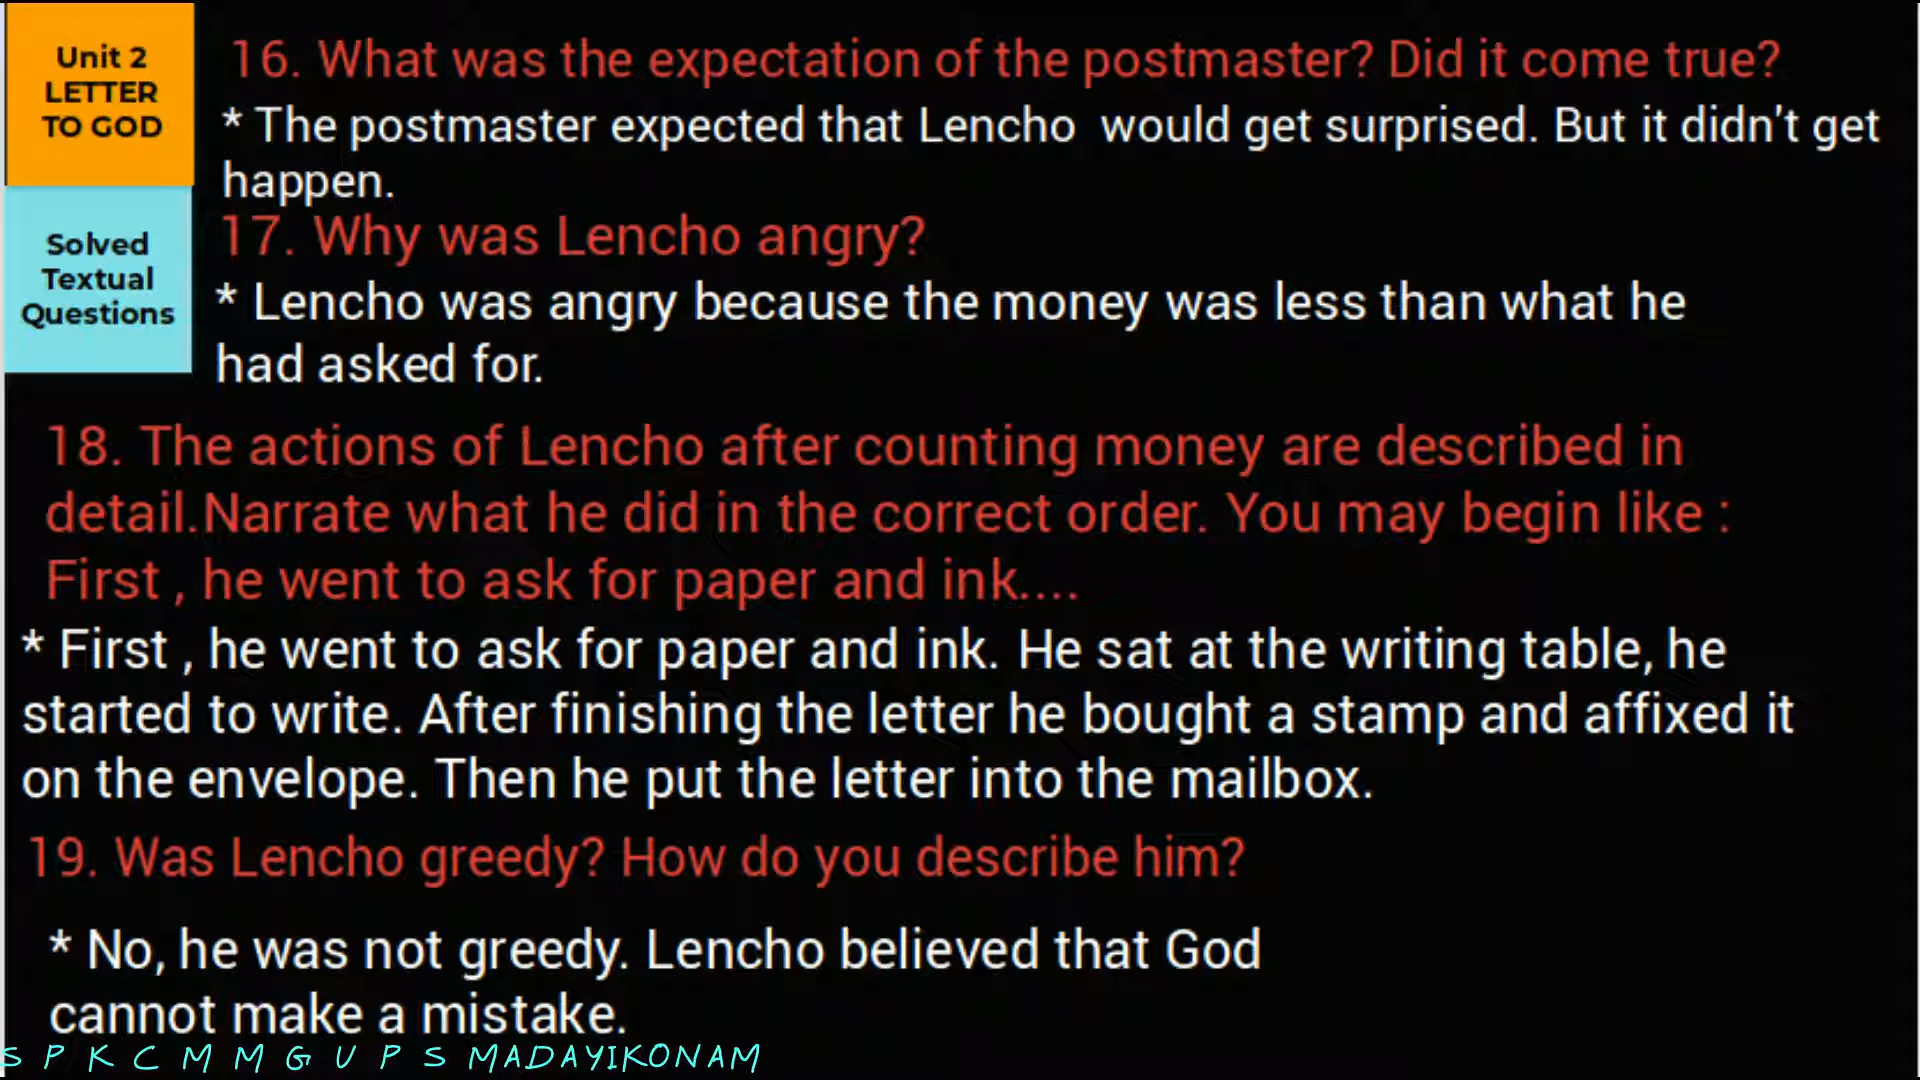 Unit 2
LETTER
TO GOD
Solved
Textual
Questions
16. What was the expectation of the postmaster? Did it come true?
* The postmaster expected that Lencho would get surprised. But it didn't get
happen.
17. Why was Lencho angry?
* Lencho was angry because the money was less than what he
had asked for.
18. The actions of Lencho after counting money are described in
detail.Narrate what he did in the correct order. You may begin like :
First , he went to ask for paper and ink....
* First , he went to ask for paper and ink. He sat at the writing table, he
started to write. After finishing the letter he bought a stamp and affixed it
on the envelope. Then he put the letter into the mailbox.
19. Was Lencho greedy? How do you describe him?
* No, he was not greedy. Lencho believed that God
cannot make a mistake.
S P K C M M G U P S MADAYIKONAM